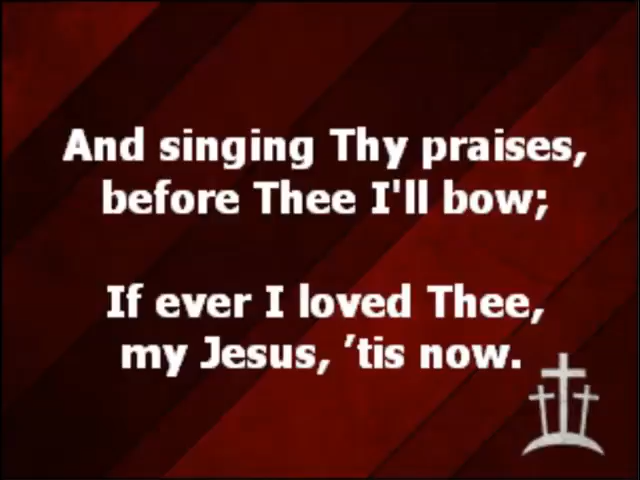 And singing Thy praises,
before Thee I'll bow;
If ever I loved Thee,
my Jesus, ’tis now.